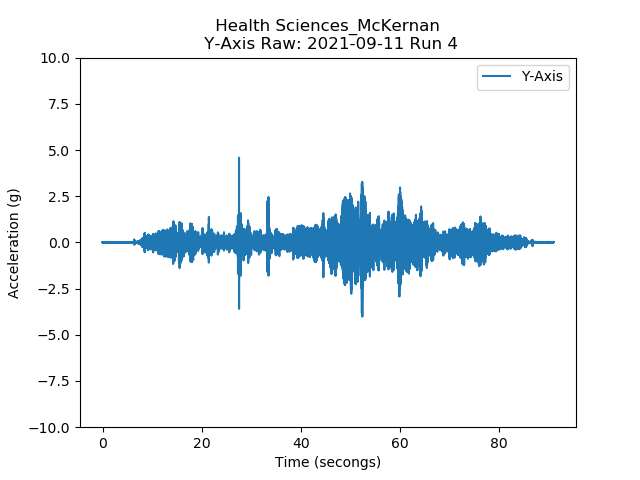 Health Sciences_McKernan
Y-Axis Raw: 2021-09-11 Run 4
Y-Axis
10.0
7.5
5.0
2.5
0.0
−2.5
−5.0
−7.5
−10.0
Acceleration (g)
0 20 40 60 80
Time (secongs)